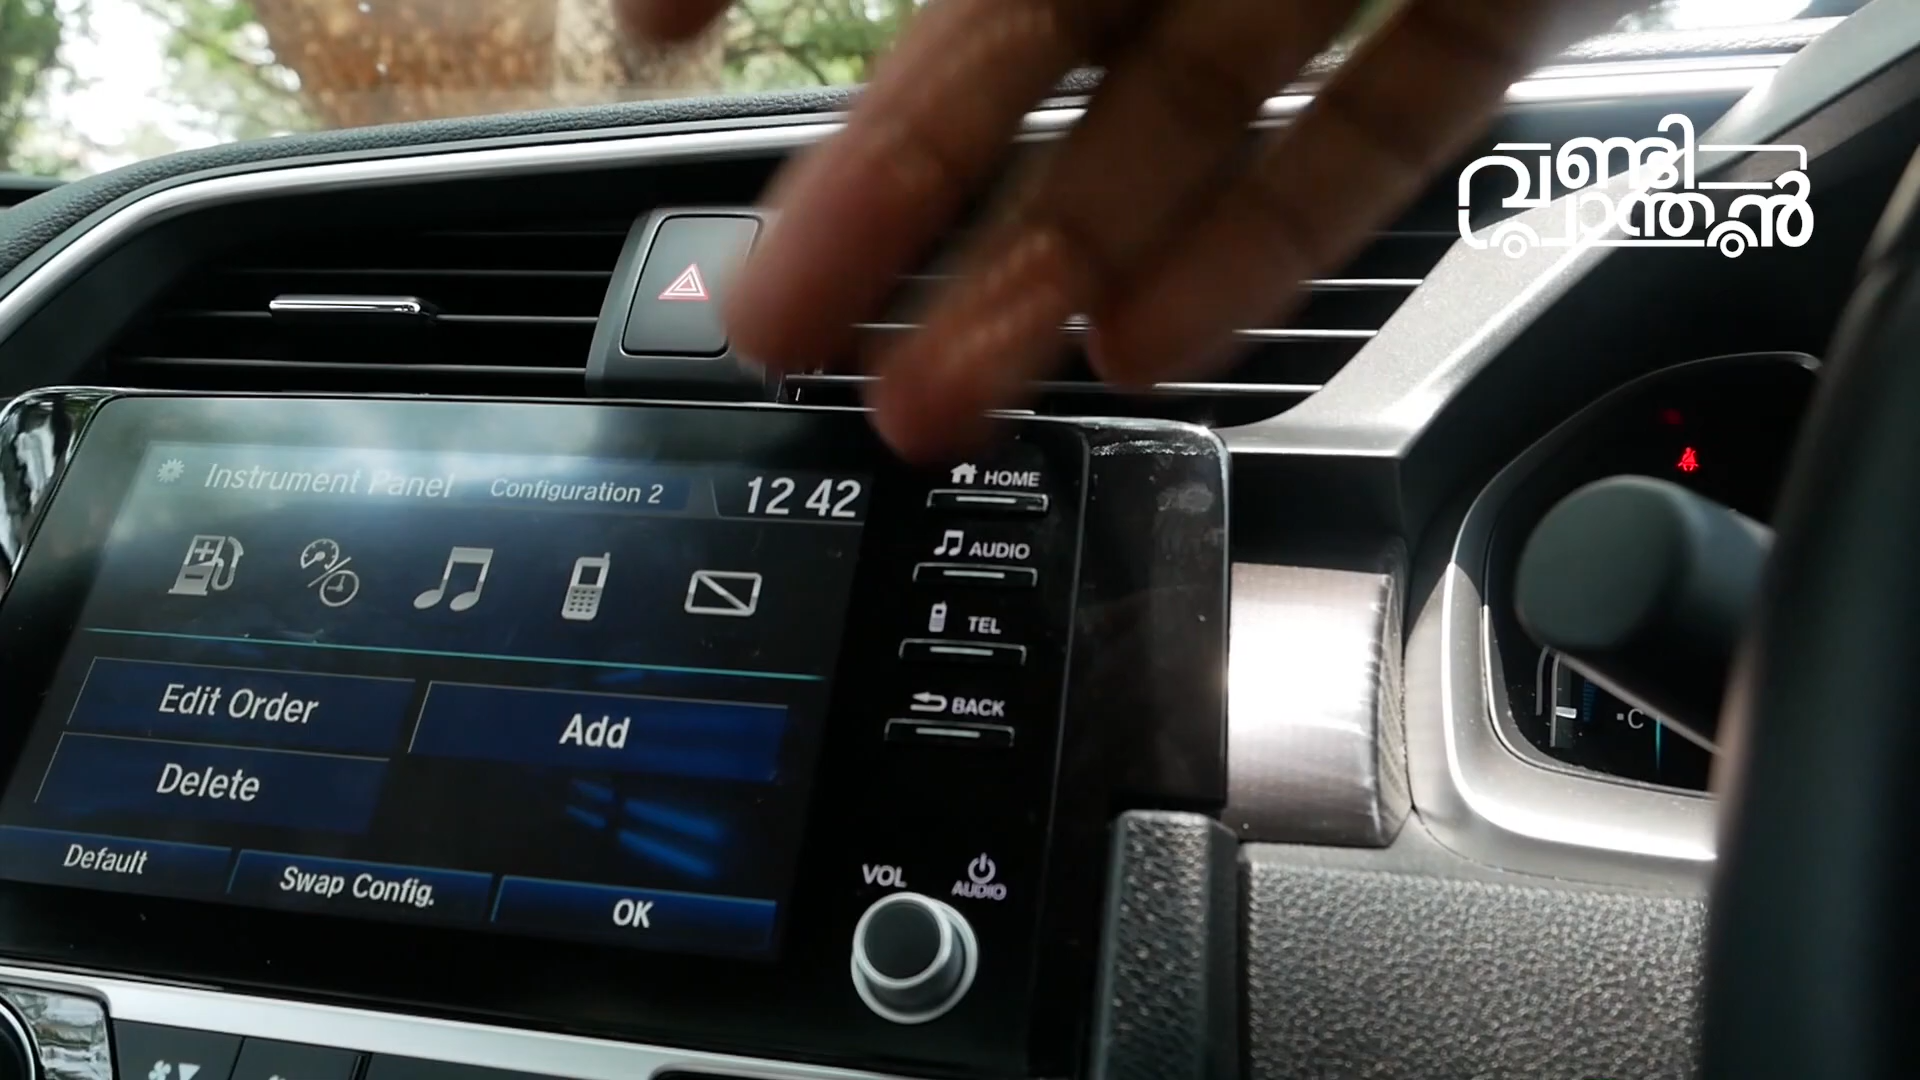 വണ്ടി
ഭ്രാന്തൻ
Instrument Panel
Configuration 2
12 42
HOME
AUDIO
TEL
BACK
Edit Order
Add
Delete
Default
Swap Config.
OK
VOL
AUDIO
C